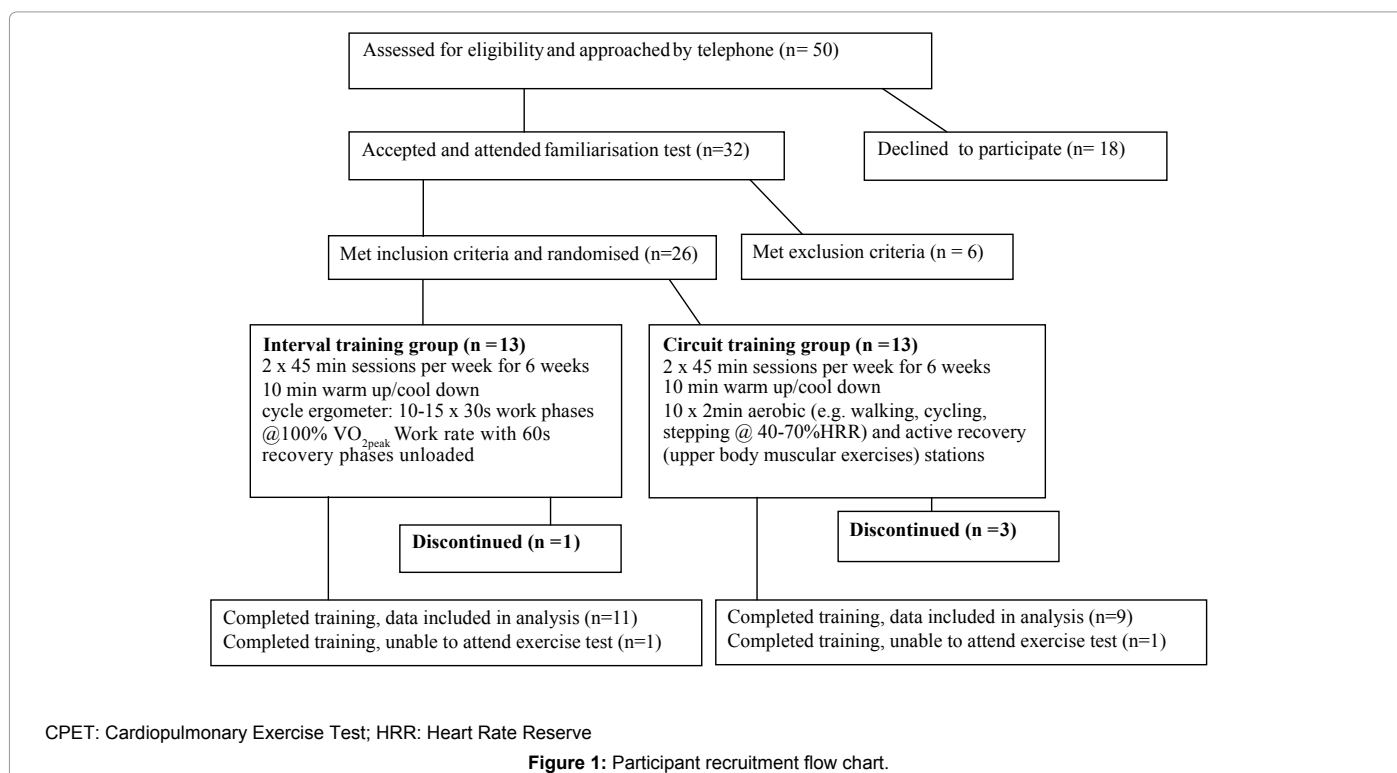 Assessed for eligibility and approached by telephone (n= 50)
Accepted and attended familiarisation test (n=32)
Declined to participate (n= 18)
Met inclusion criteria and randomised (n=26)
Met exclusion criteria (n = 6)
Interval training group (n =13)
2 x 45 min sessions per week for 6 weeks
10 min warm up/cool down
cycle ergometer: 10-15 x 30s work phases
@100% VO2peak Work rate with 60s
recovery phases unloaded
Circuit training group (n =13)
2 x 45 min sessions per week for 6 weeks
10 min warm up/cool down
10 x 2min aerobic (e.g. walking, cycling,
stepping @ 40-70%HRR) and active recovery
(upper body muscular exercises) stations
Discontinued (n =1)
Discontinued (n =3)
Completed training, data included in analysis (n=11)
Completed training, unable to attend exercise test (n=1)
Completed training, data included in analysis (n=9)
Completed training, unable to attend exercise test (n=1)
CPET: Cardiopulmonary Exercise Test; HRR: Heart Rate Reserve
Figure 1: Participant recruitment flow chart.